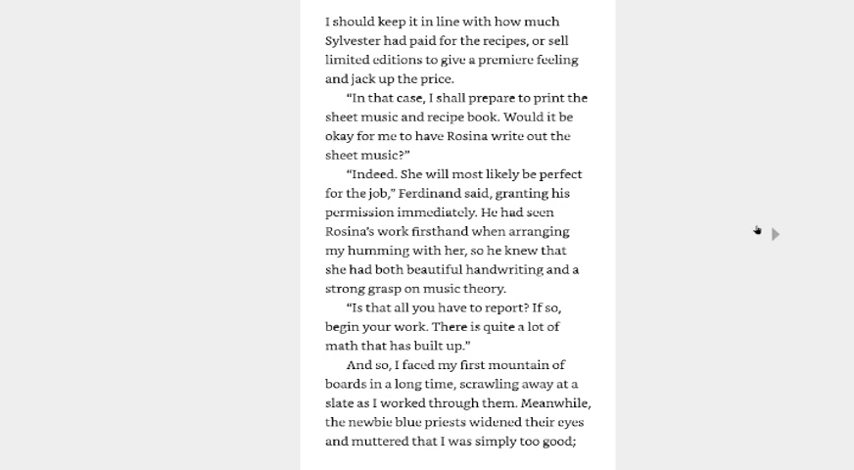 I should keep it in line with how much
Sylvester had paid for the recipes, or sell
limited editions to give a premiere feeling
and jack up the price.
“In that case, I shall prepare to print the
sheet music and recipe book. Would it be
okay for me to have Rosina write out the
sheet music?”
“Indeed. She will most likely be perfect
for the job,” Ferdinand said, granting his
permission immediately. He had seen
Rosina’s work firsthand when arranging
my humming with her, so he knew that
she had both beautiful handwriting and a
strong grasp on music theory.
“Is that all you have to report? If so,
begin your work. There is quite a lot of
math that has built up.”
And so, I faced my first mountain of
boards in a long time, scrawling away at a
slate as I worked through them. Meanwhile,
the newbie blue priests widened their eyes
and muttered that I was simply too good;